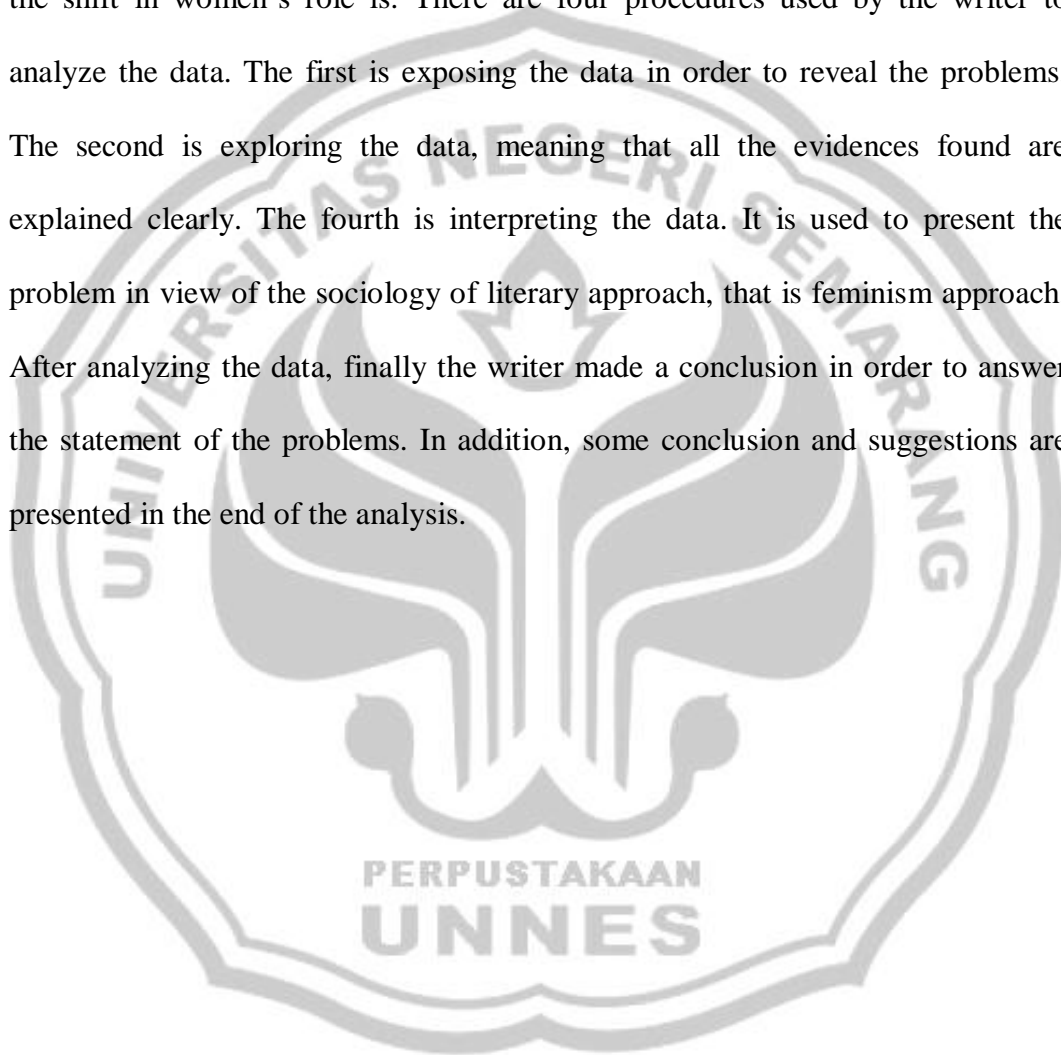 the shift in women's role is. There are four procedures used by the writer to
analyze the data. The first is exposing the data in order to reveal the problems
The second is exploring the data, meaning that all the evidences found are
explained clearly. The fourth is interpreting the data. It is used to present the
problem in view of the sociology of literary approach, that is feminism approach
After analyzing the data, finally the writer made a conclusion in order to answer
the statement of the problems. In addition, some conclusion and suggestions are
presented in the end of the analysis.
UNIVERSITAS NEGERI SEMARANG
PERPUSTAKAAN
UNNES